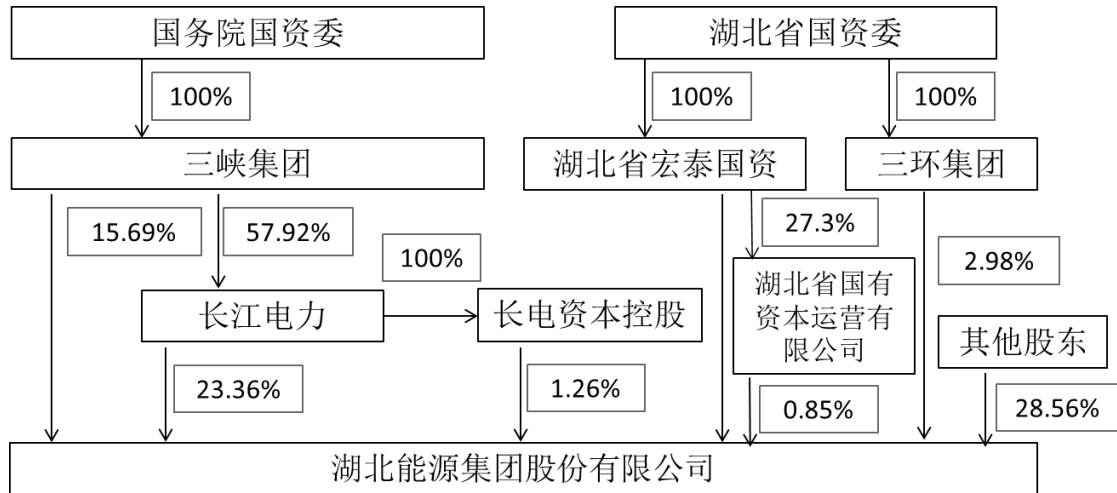 国务院国资委
湖北省国资委
100%
100%
100%
三峡集团
湖北省宏泰国资
三环集团
15.69%
57.92%
27.3%
100%
2.98%
长江电力
长电资本控股
湖北省国有
资本运营有
限公司
其他股东
23.36%
1.26%
0.85%
28.56%
湖北能源集团股份有限公司